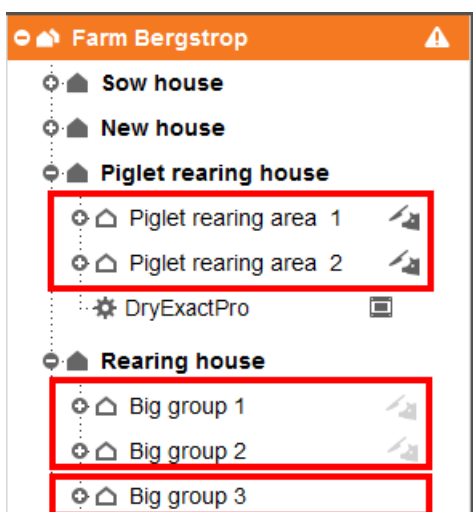 Farm Bergstrop
Sow house
New house
Piglet rearing house
Piglet rearing area 1
Piglet rearing area 2
DryExactPro
Rearing house
Big group 1
Big group 2
Big group 3